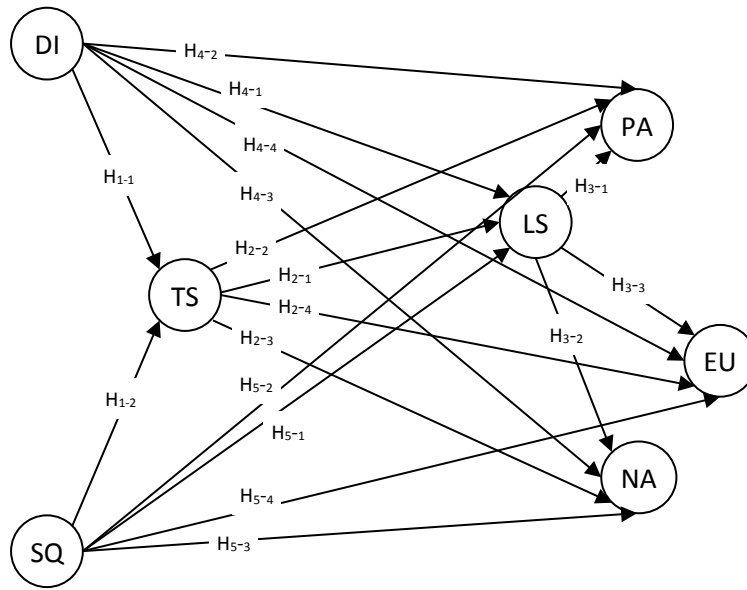 DI
H4-2
H4-1
PA
H4-4
H1-1
H4-3
H3-1
LS
H2-2
H2-1
TS
H2-4
H3-3
H2-3
H3-2
EU
H5-2
H1-2
H5-1
NA
H5-4
SQ
H5-3